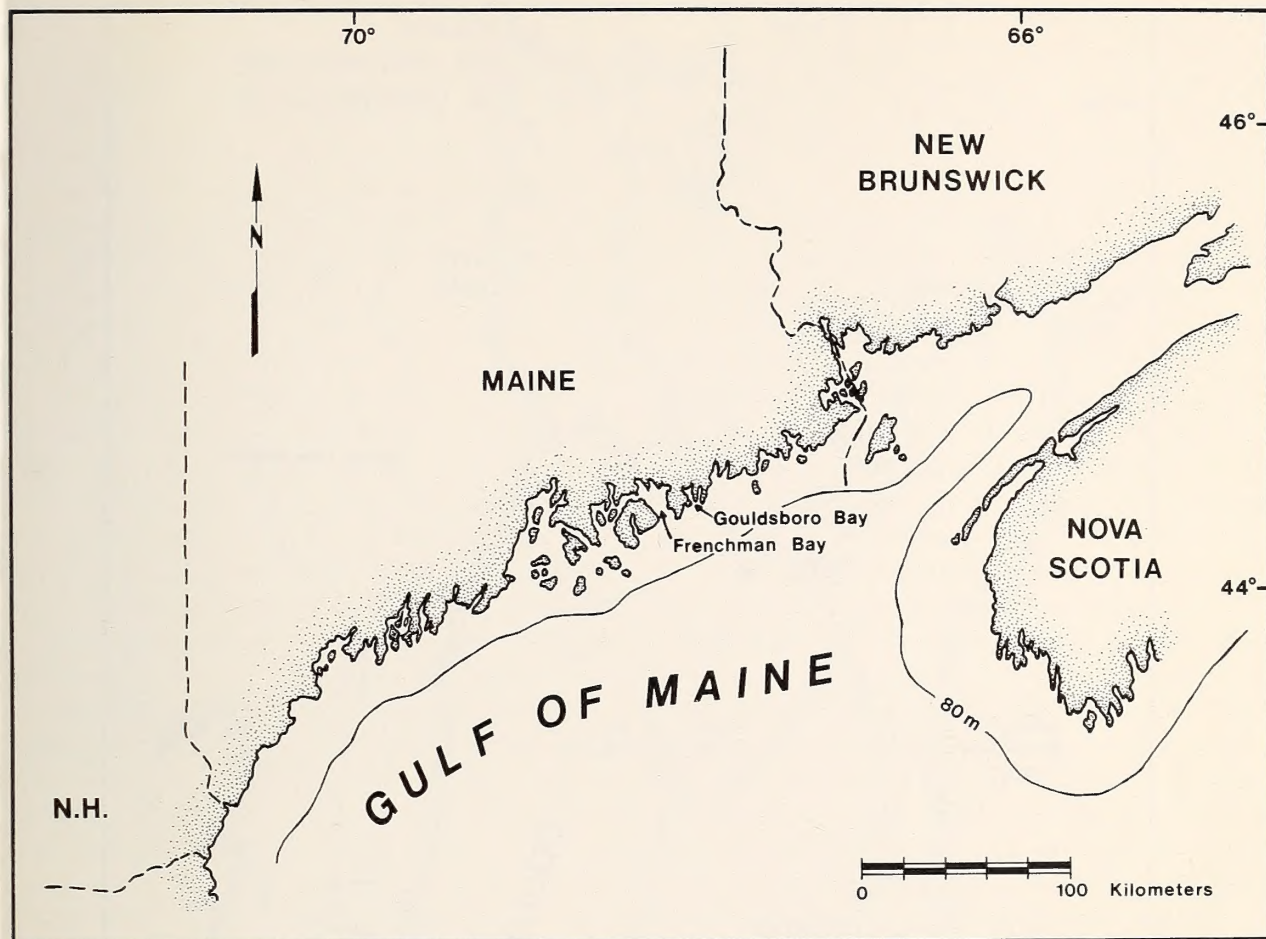 70°
66°
46°
NEW
BRUNSWICK
N
MAINE
Gouldsboro Bay
Frenchman Bay
NOVA
SCOTIA
44°
GULF OF MAINE
80m
N.H.
0 100 Kilometers